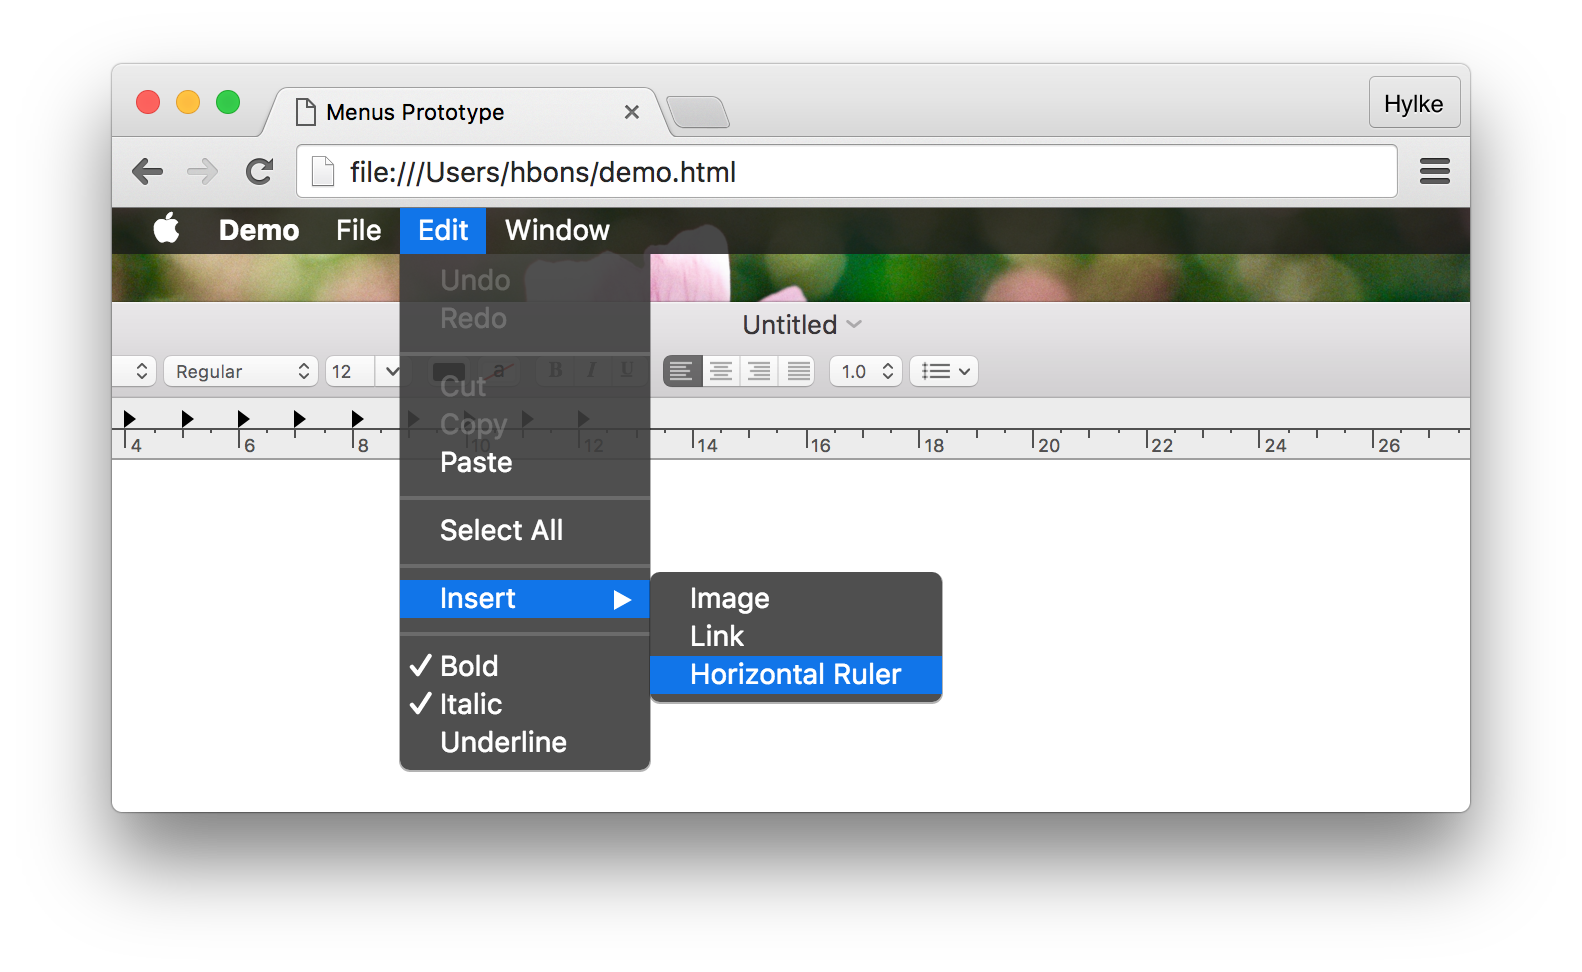 Menus Prototype
Hylke
file:///Users/hbons/demo.html
Demo File Edit Window
Undo
Redo
Untitled
Regular 12 a B I U 1.0
Cut
Copy
4 6 8 10 12 14 16 18 20 22 24 26
Paste
Select All
Insert
Image
Link
Horizontal Ruler
Bold
Italic
Underline